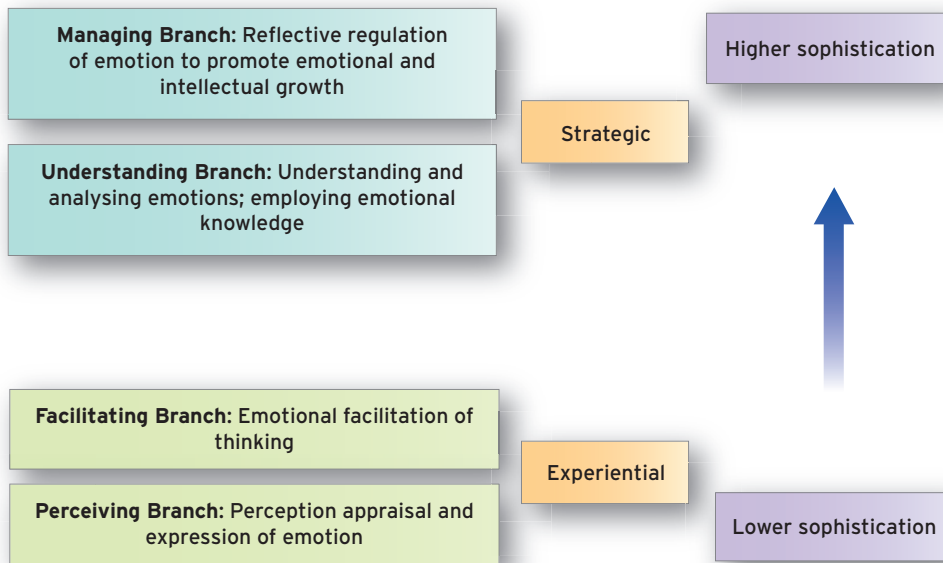 Managing Branch: Reflective regulation
of emotion to promote emotional and
intellectual growth
Higher sophistication
Strategic
Understanding Branch: Understanding and
analysing emotions; employing emotional
knowledge
Facilitating Branch: Emotional facilitation of
thinking
Experiential
Perceiving Branch: Perception appraisal and
expression of emotion
Lower sophistication